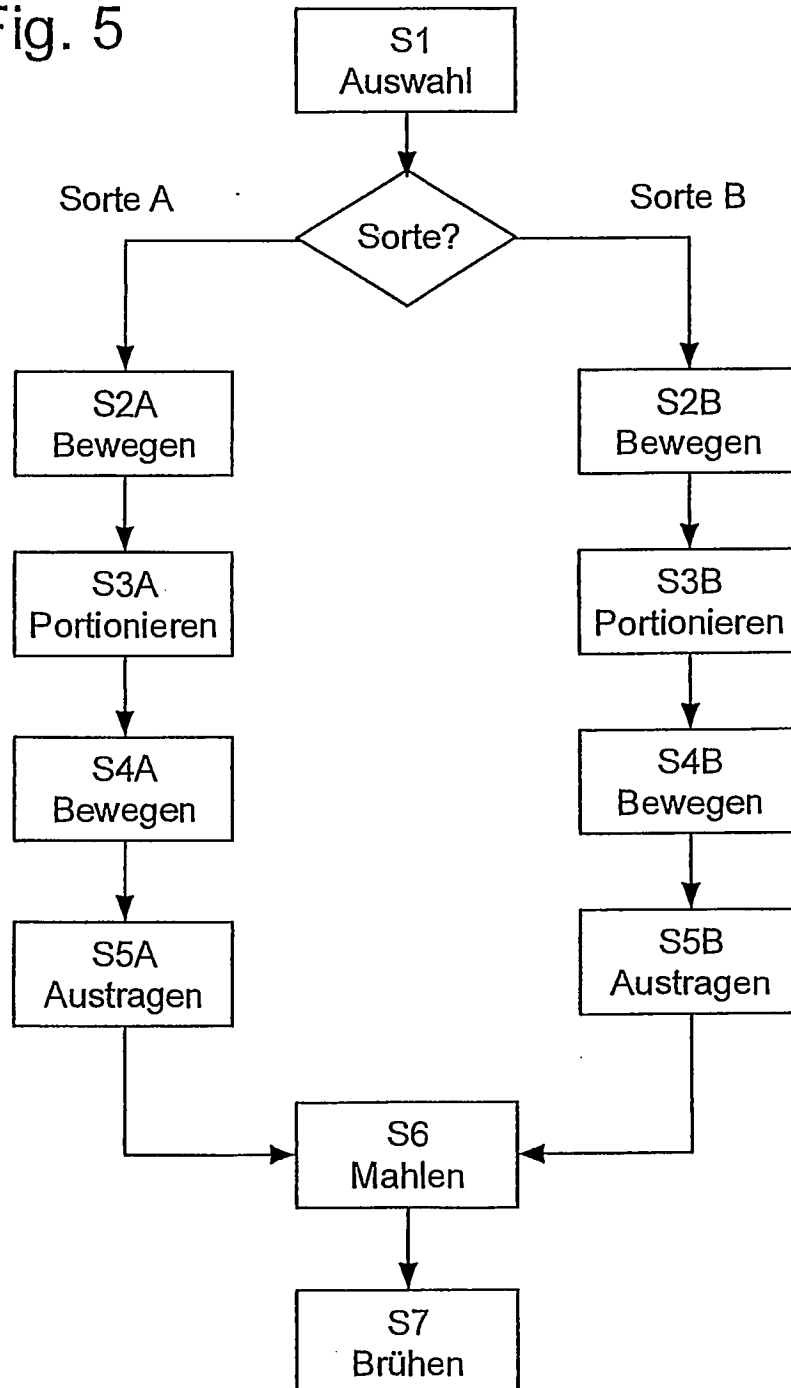 Fig. 5
S1
Auswahl
Sorte A
Sorte?
Sorte B
S2A
Bewegen
S2B
Bewegen
S3A
Portionieren
S3B
Portionieren
S4A
Bewegen
S4B
Bewegen
S5A
Austragen
S5B
Austragen
S6
Mahlen
S7
Brühen